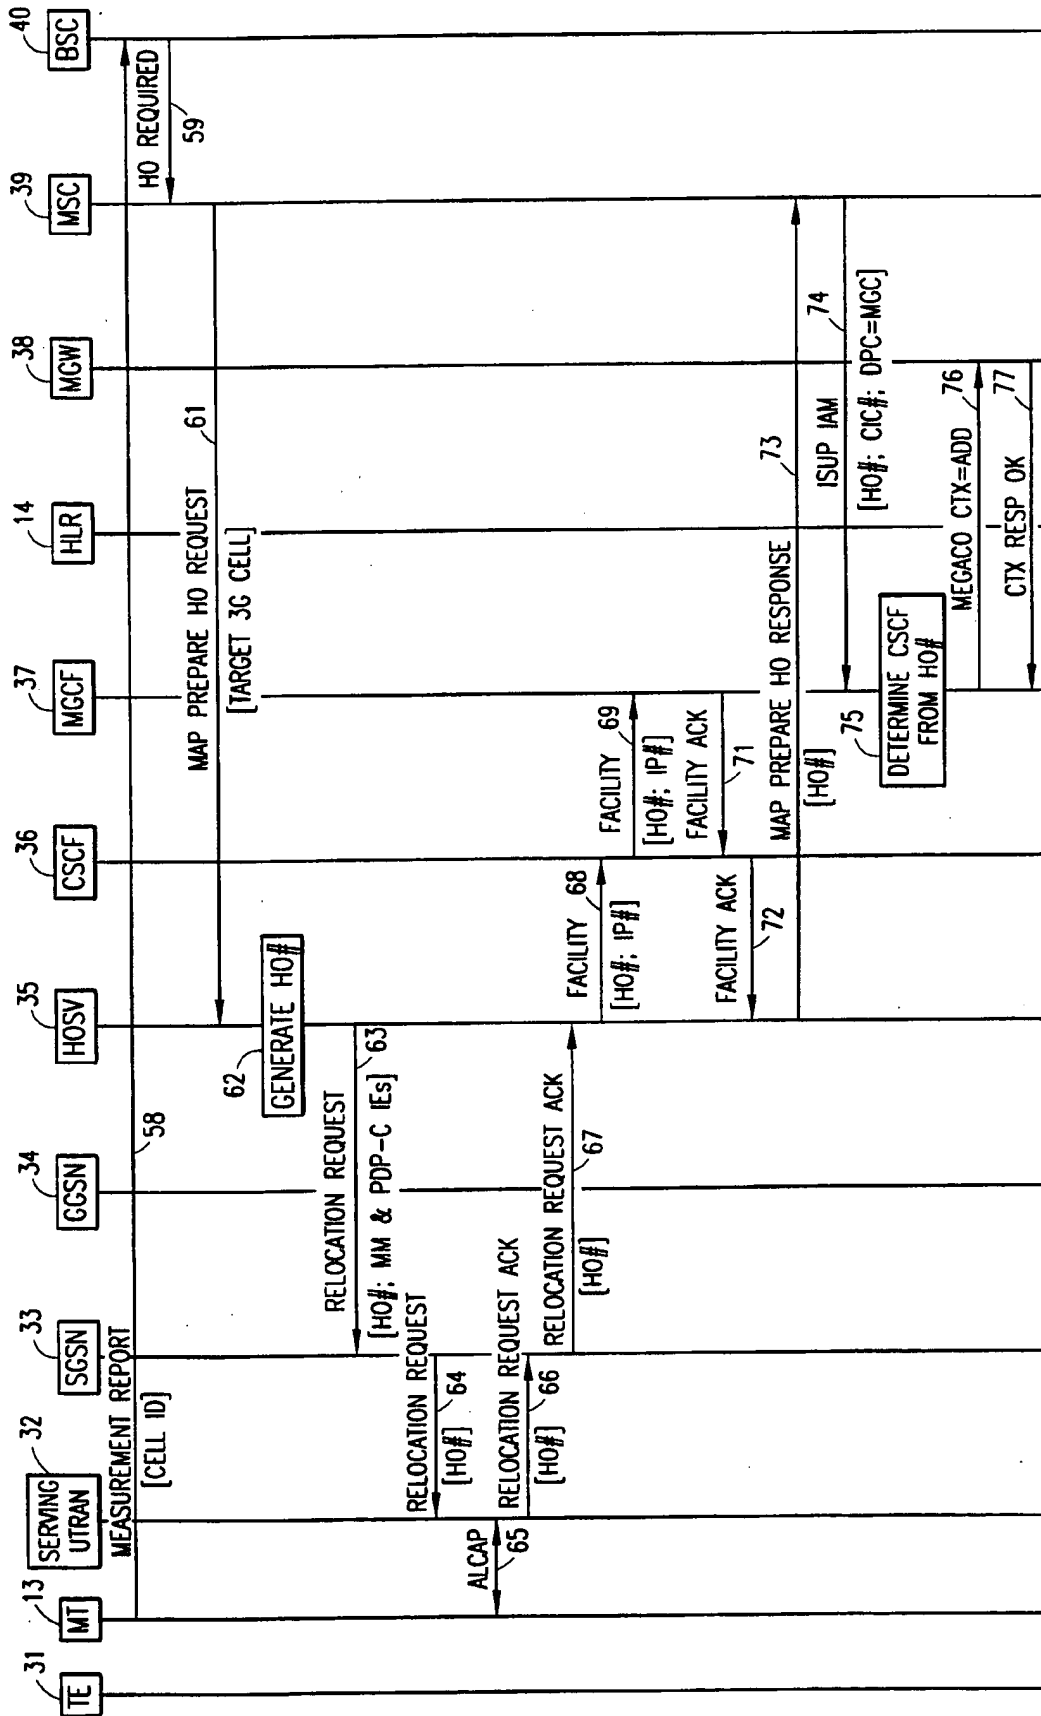 31
TE
13
MT
32
SERVING
UTRAN
33
SGSN
34
GGSN
35
HOSV
36
CSCF
37
MGCF
14
HLR
38
MGW
39
MSC
40
BSC
MEASUREMENT REPORT
[CELL ID]
58
HO REQUIRED
59
MAP PREPARE HO REQUEST
61
[TARGET 3G CELL]
62
GENERATE HO#
RELOCATION REQUEST
63
[HO#; MM & PDP-C IEs]
RELOCATION REQUEST
64
[HO#]
ALCAP
65
RELOCATION REQUEST ACK
66
[HO#]
RELOCATION REQUEST ACK
67
[HO#]
FACILITY
68
[HO#; IP#]
FACILITY
69
[HO#; IP#]
FACILITY ACK
71
FACILITY ACK
72
MAP PREPARE HO RESPONSE
73
[HO#]
ISUP IAM
74
[HO#; CIC#; DPC=MGC]
75
DETERMINE CSCF
FROM HO#
MEGACO CTX=ADD
76
CTX RESP OK
77